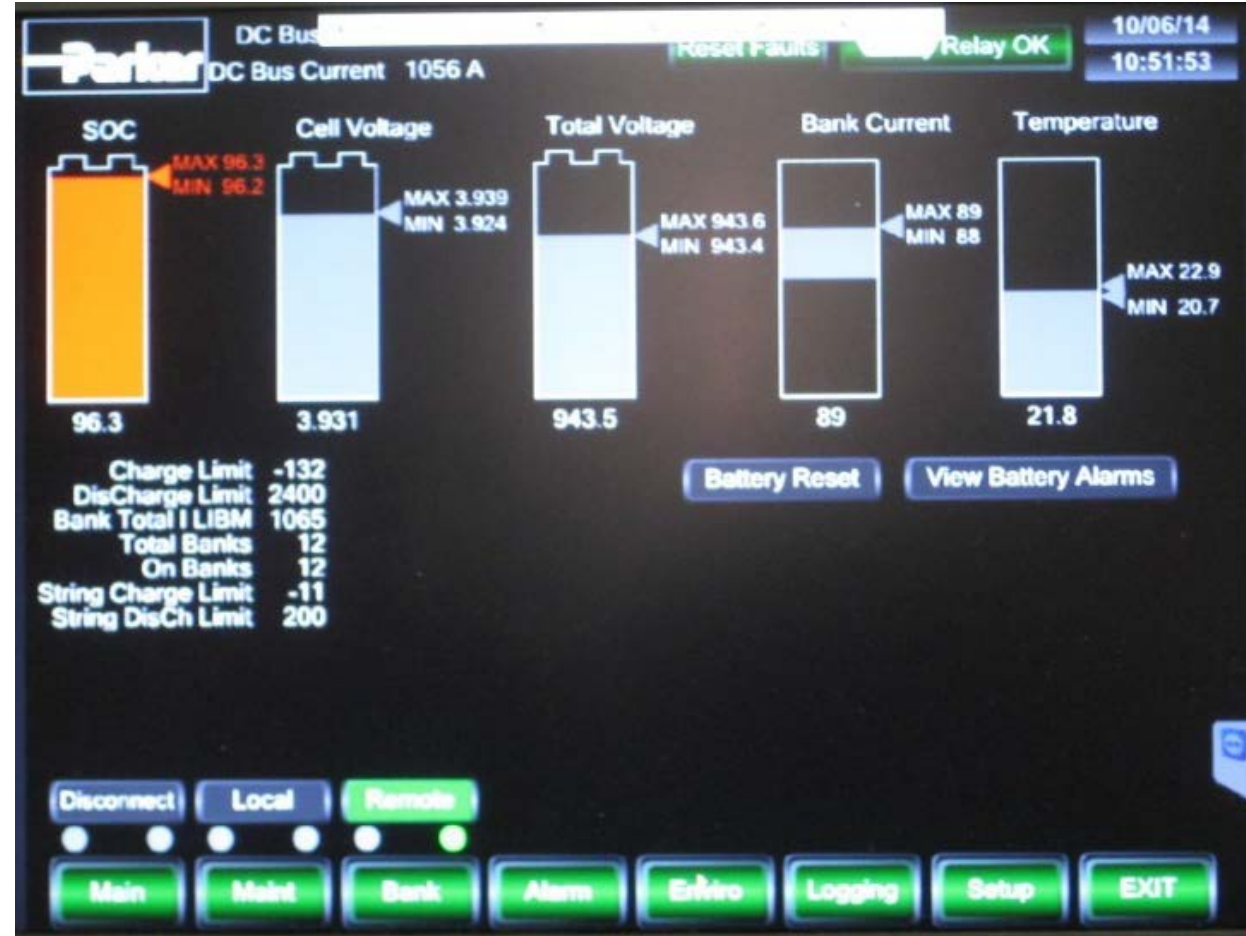 Parker
DC Bus
Reset Faults
Relay OK
10/06/14
DC Bus Current 1056 A
10:51:53
SOC
Cell Voltage
Total Voltage
Bank Current
Temperature
MAX 96.3
MIN 96.2
MAX 3.939
MIN 3.924
MAX 943.6
MIN 943.4
MAX 89
MIN 88
MAX 22.9
MIN 20.7
96.3
3.931
943.5
89
21.8
Charge Limit -132
DisCharge Limit 2400
Bank Total I LIBM 1065
Total Banks 12
On Banks 12
String Charge Limit -11
String DisCh Limit 200
Battery Reset
View Battery Alarms
Disconnect
Local
Remote
Main
Maint
Bank
Alarm
Enviro
Logging
Setup
EXIT